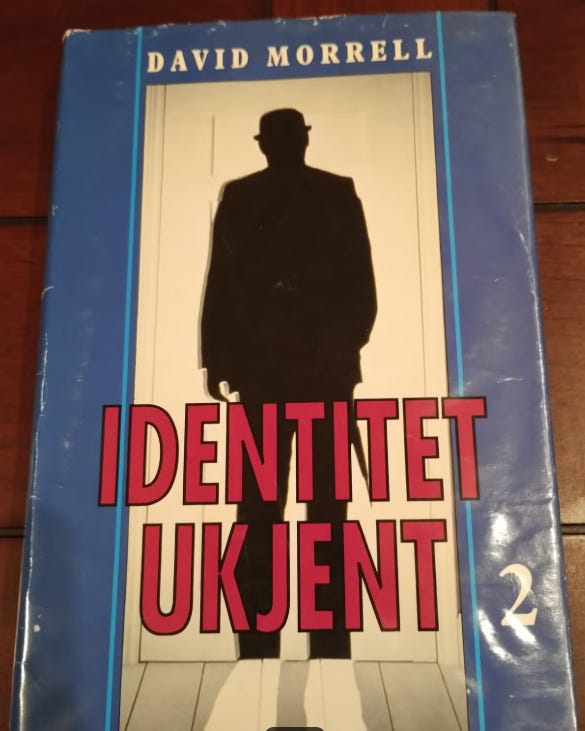 DAVID MORRELL
IDENTITET
UKJENT
2